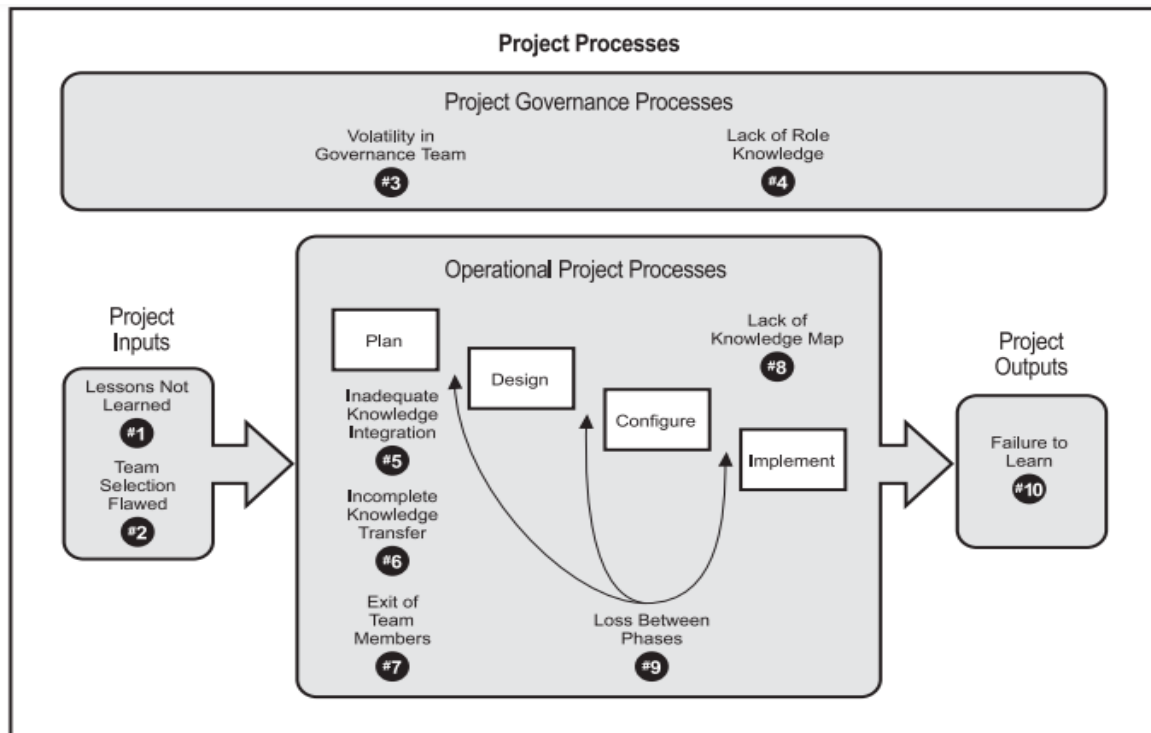 Project Processes
Project Governance Processes
Volatility in
Governance Team
#3
Lack of Role
Knowledge
#4
Operational Project Processes
Project
Inputs
Lessons Not
Learned
#1
Team
Selection
Flawed
#2
Plan
Design
Configure
Implement
Inadequate
Knowledge
Integration
#5
Incomplete
Knowledge
Transfer
#6
Exit of
Team
Members
#7
Lack of
Knowledge Map
#8
Loss Between
Phases
#9
Project
Outputs
Failure to
Learn
#10